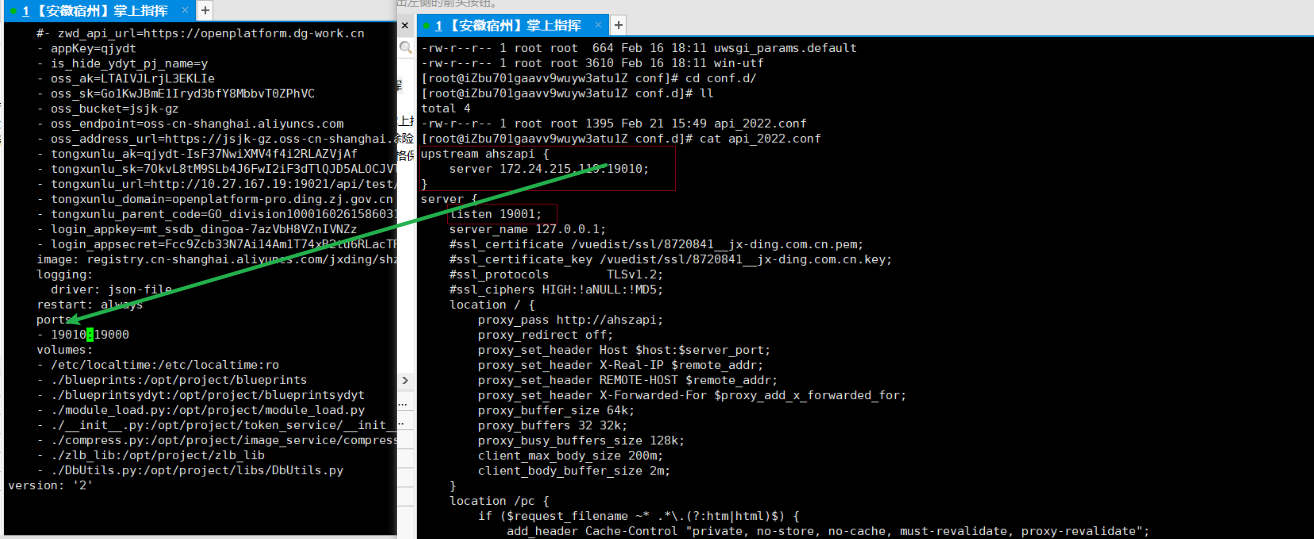 出左侧的箭头按钮。
1 【安徽宿州】掌上指挥 × +
#- zwd_api_url=https://openplatform.dg-work.cn
- appKey=qjydt
- is_hide_ydyt_pj_name=y
- oss_ak=LTAIVJLrjL3EKLIe
- oss_sk=Go1KwJBmE1Iryd3bfY8MbbvT0ZPhVC
- oss_bucket=jsjk-gz
- oss_endpoint=oss-cn-shanghai.aliyuncs.com
- oss_address_url=https://jsjk-gz.oss-cn-shanghai.
- tongxunlu_ak=qjydt-IsF37NwiXMV4f4i2RLAZVjAf
- tongxunlu_sk=7OkvL8tM9SLb4J6FwI2iF3dTlQJD5ALOCJV
- tongxunlu_url=http://10.27.167.19:19021/api/test/
- tongxunlu_domain=openplatform-pro.ding.zj.gov.cn
- tongxunlu_parent_code=GO_division1000160261586031
- login_appkey=mt_ssdb_dingoa-7azVbH8VZnIVNZz
- login_appsecret=Fcc9Zcb33N7Ai14Am1T74xB2tU6RLacT
image: registry.cn-shanghai.aliyuncs.com/jxding/shz
logging:
driver: json-file
restart: always
ports
- 19010:19000
volumes:
- /etc/localtime:/etc/localtime:ro
- ./blueprints:/opt/project/blueprints
- ./blueprintsydyt:/opt/project/blueprintsydyt
- ./module_load.py:/opt/project/module_load.py
- ./__init__.py:/opt/project/token_service/__init__
- ./compress.py:/opt/project/image_service/compress
- ./zlb_lib:/opt/project/zlb_lib
- ./DbUtils.py:/opt/project/libs/DbUtils.py
version: '2'
1 【安徽宿州】掌上指挥 × +
-rw-r--r-- 1 root root  664 Feb 16 18:11 uwsgi_params.default
-rw-r--r-- 1 root root 3610 Feb 16 18:11 win-utf
[root@iZbu701gaavv9wuyw3atu1Z conf]# cd conf.d/
[root@iZbu701gaavv9wuyw3atu1Z conf.d]# ll
total 4
-rw-r--r-- 1 root root 1395 Feb 21 15:49 api_2022.conf
[root@iZbu701gaavv9wuyw3atu1Z conf.d]# cat api_2022.conf
upstream ahszapi {
server 172.24.215.119:19010;
}
server {
listen 19001;
server_name 127.0.0.1;
#ssl_certificate /vuedist/ssl/8720841__jx-ding.com.cn.pem;
#ssl_certificate_key /vuedist/ssl/8720841__jx-ding.com.cn.key;
#ssl_protocols        TLSv1.2;
#ssl_ciphers HIGH:!aNULL:!MD5;
location / {
proxy_pass http://ahszapi;
proxy_redirect off;
proxy_set_header Host $host:$server_port;
proxy_set_header X-Real-IP $remote_addr;
proxy_set_header REMOTE-HOST $remote_addr;
proxy_set_header X-Forwarded-For $proxy_add_x_forwarded_for;
proxy_buffer_size 64k;
proxy_buffers 32 32k;
proxy_busy_buffers_size 128k;
client_max_body_size 200m;
client_body_buffer_size 2m;
}
location /pc {
if ($request_filename ~* .*\.(?:htm|html)$) {
add_header Cache-Control "private, no-store, no-cache, must-revalidate, proxy-revalidate";